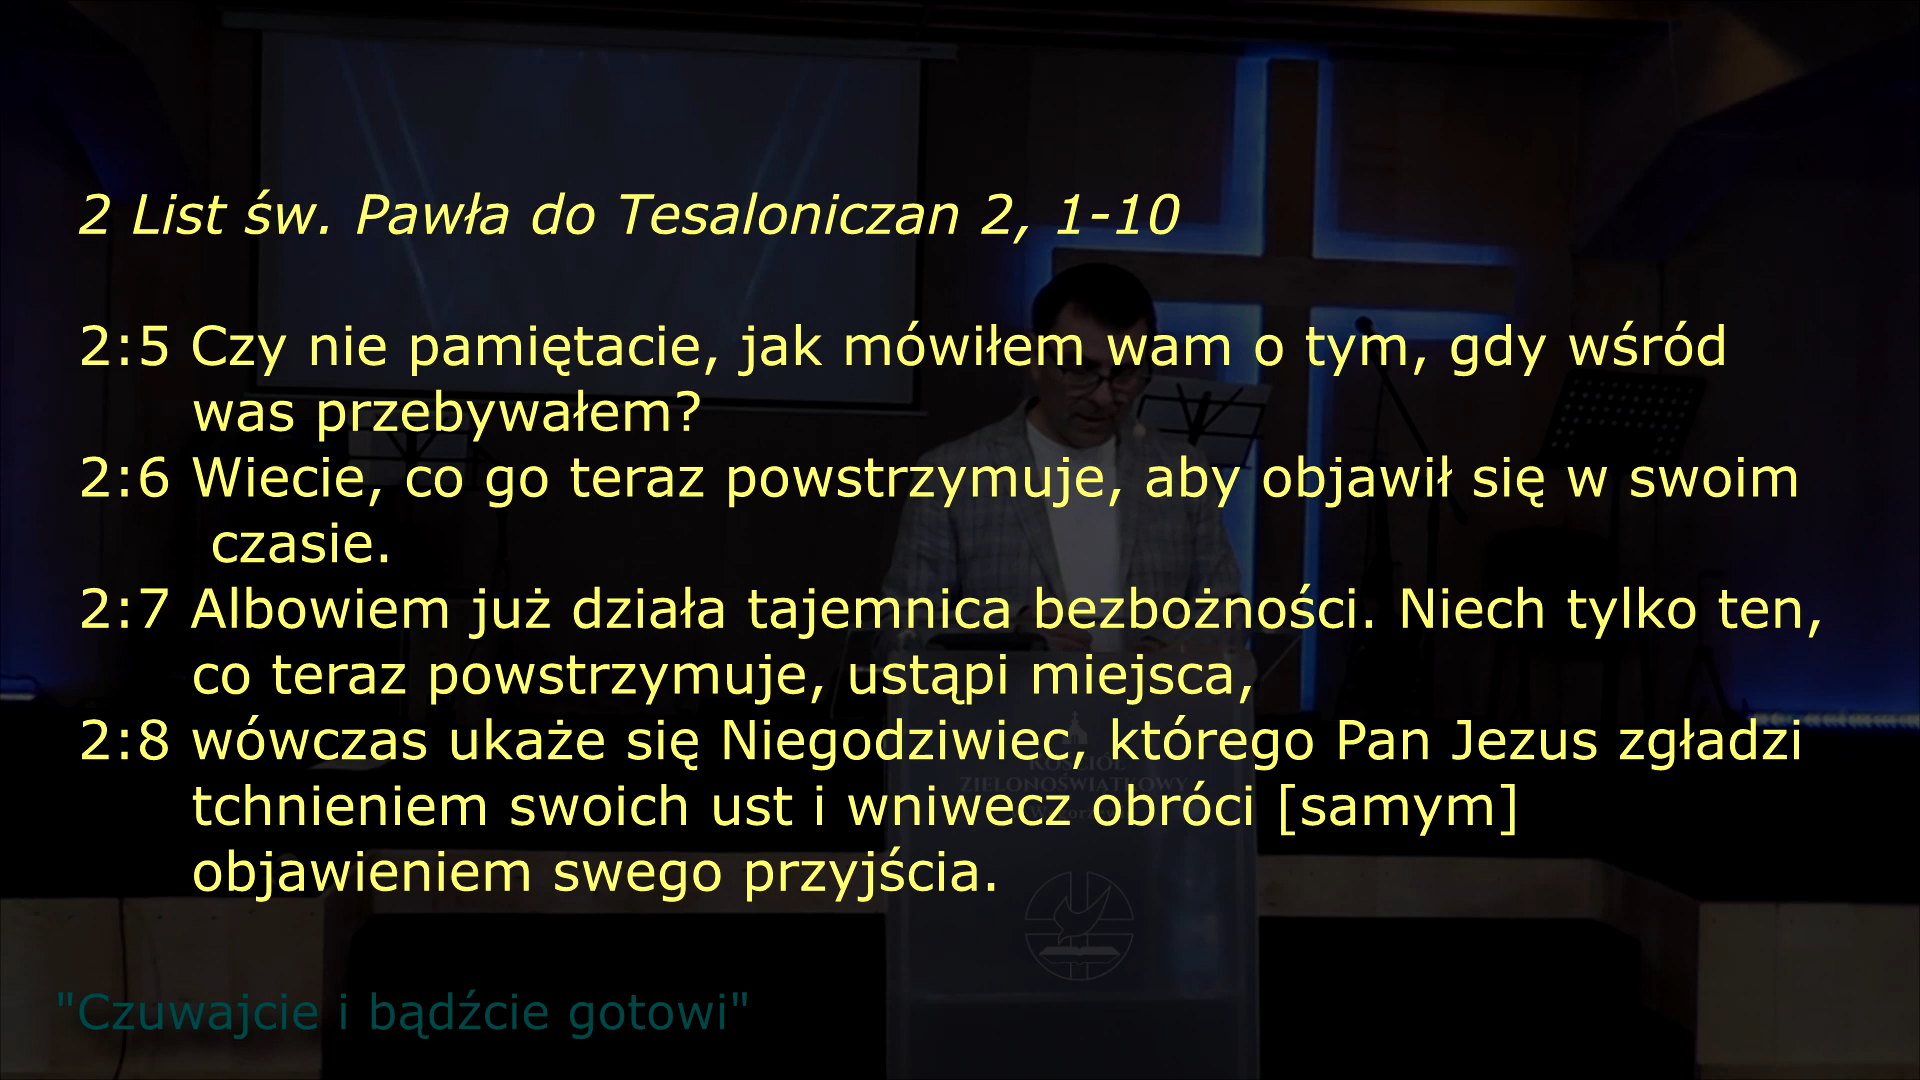 2 List św. Pawła do Tesaloniczan 2, 1-10
2:5 Czy nie pamiętacie, jak mówiłem wam o tym, gdy wśród
was przebywałem?
2:6 Wiecie, co go teraz powstrzymuje, aby objawił się w swoim
czasie.
2:7 Albowiem już działa tajemnica bezbożności. Niech tylko ten,
co teraz powstrzymuje, ustąpi miejsca,
2:8 wówczas ukaże się Niegodziwiec, którego Pan Jezus zgładzi
tchnieniem swoich ust i wniwecz obróci [samym]
objawieniem swego przyjścia.
KOŚCIÓŁ
ZIELONOŚWIĄTKOWY
"Czuwajcie i bądźcie gotowi"